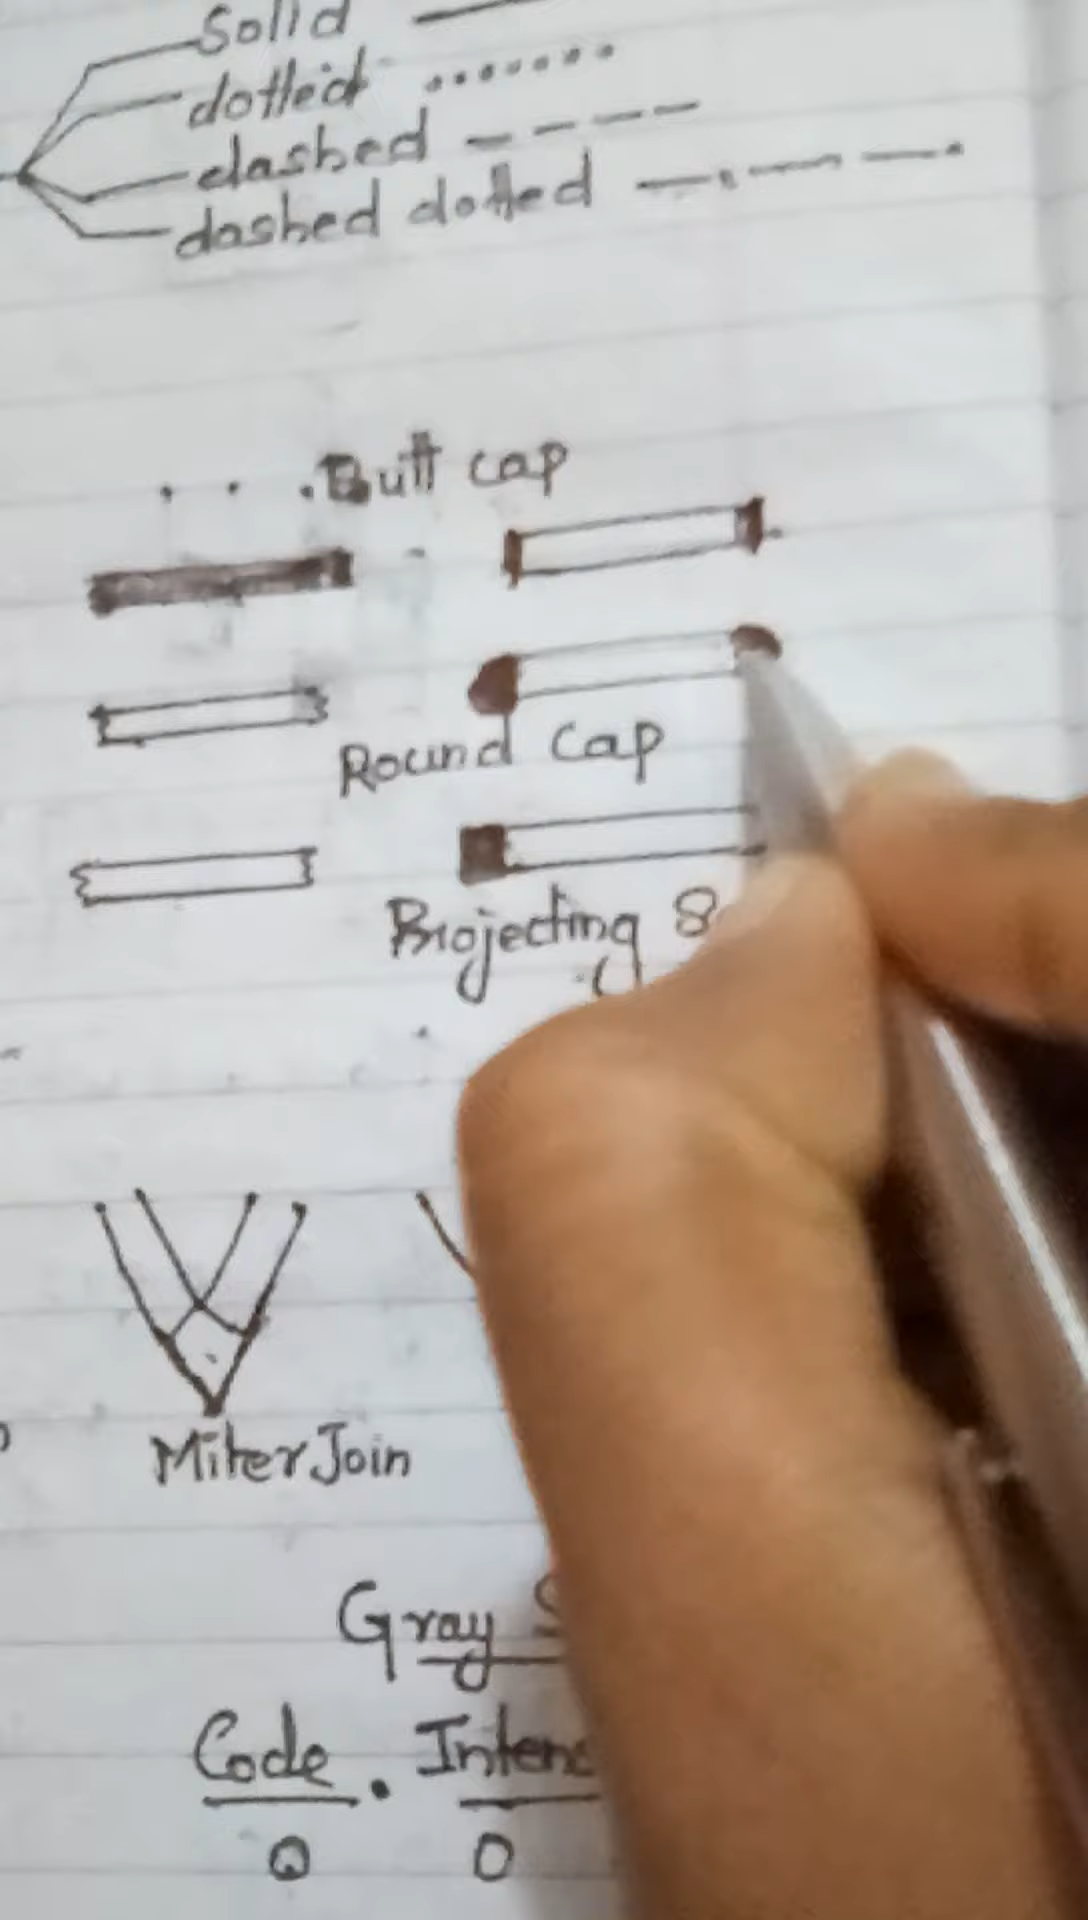 Solid
dotted
dashed
dashed dotted
Butt cap
Round cap
Projecting
Miter Join
Gray
Code
0 0